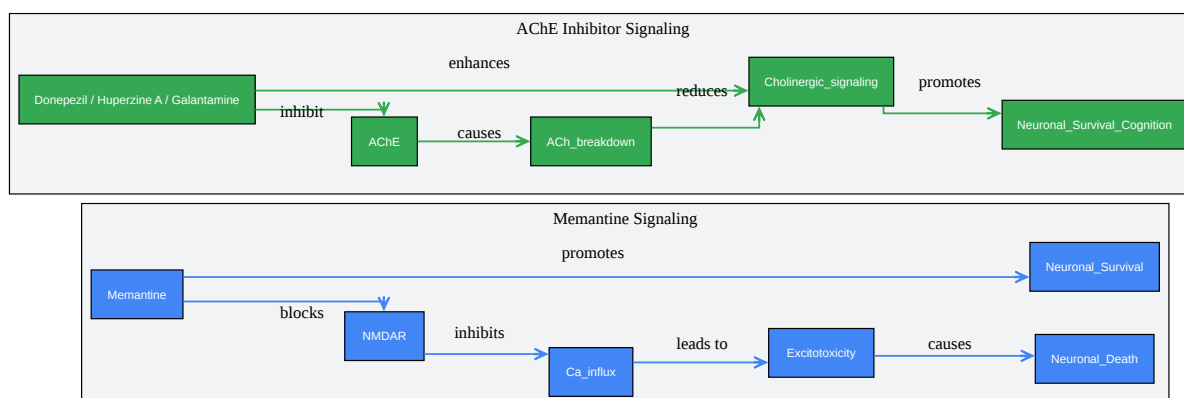 AChE Inhibitor Signaling
enhances
Donepezil / Huperzine A / Galantamine
inhibit
AChE
causes
ACh_breakdown
reduces
Cholinergic_signaling
promotes
Neuronal_Survival_Cognition
Memantine Signaling
promotes
Neuronal_Survival
Memantine
blocks
NMDAR
inhibits
Ca_influx
leads to
Excitotoxicity
causes
Neuronal_Death